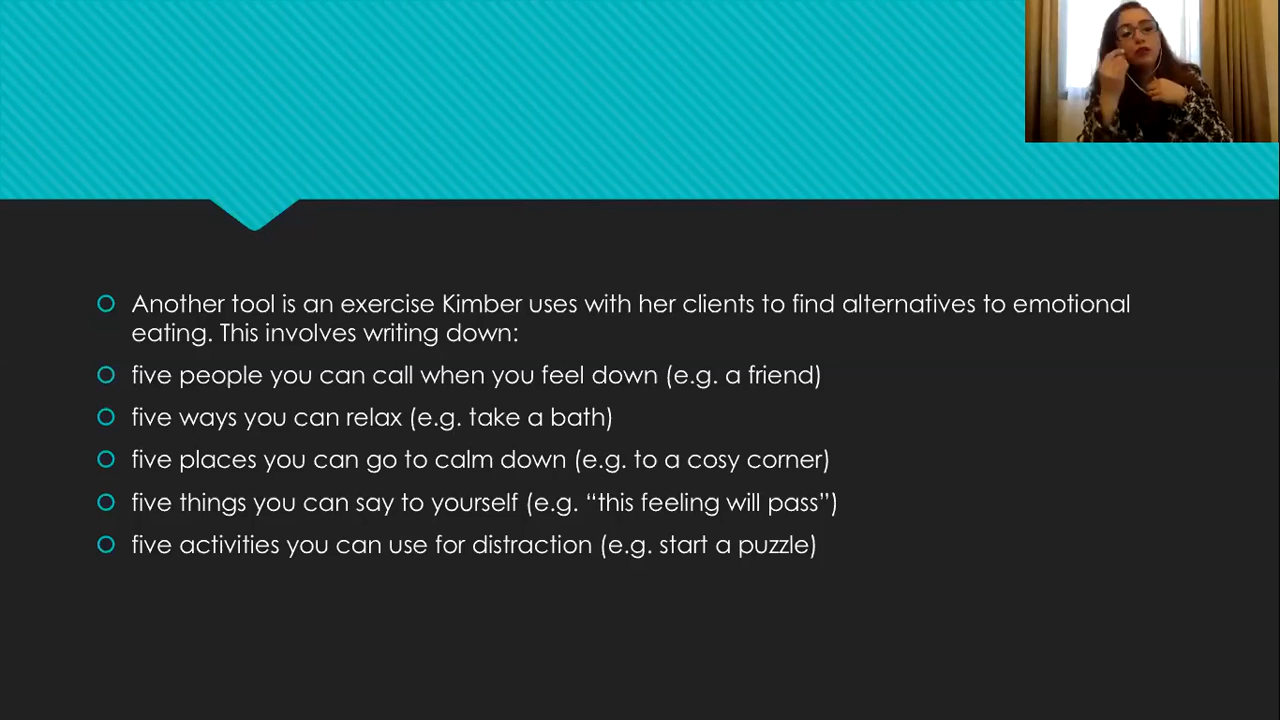 Another tool is an exercise Kimber uses with her clients to find alternatives to emotional
eating. This involves writing down:
five people you can call when you feel down (e.g. a friend)
five ways you can relax (e.g. take a bath)
five places you can go to calm down (e.g. to a cosy corner)
five things you can say to yourself (e.g. “this feeling will pass”)
five activities you can use for distraction (e.g. start a puzzle)